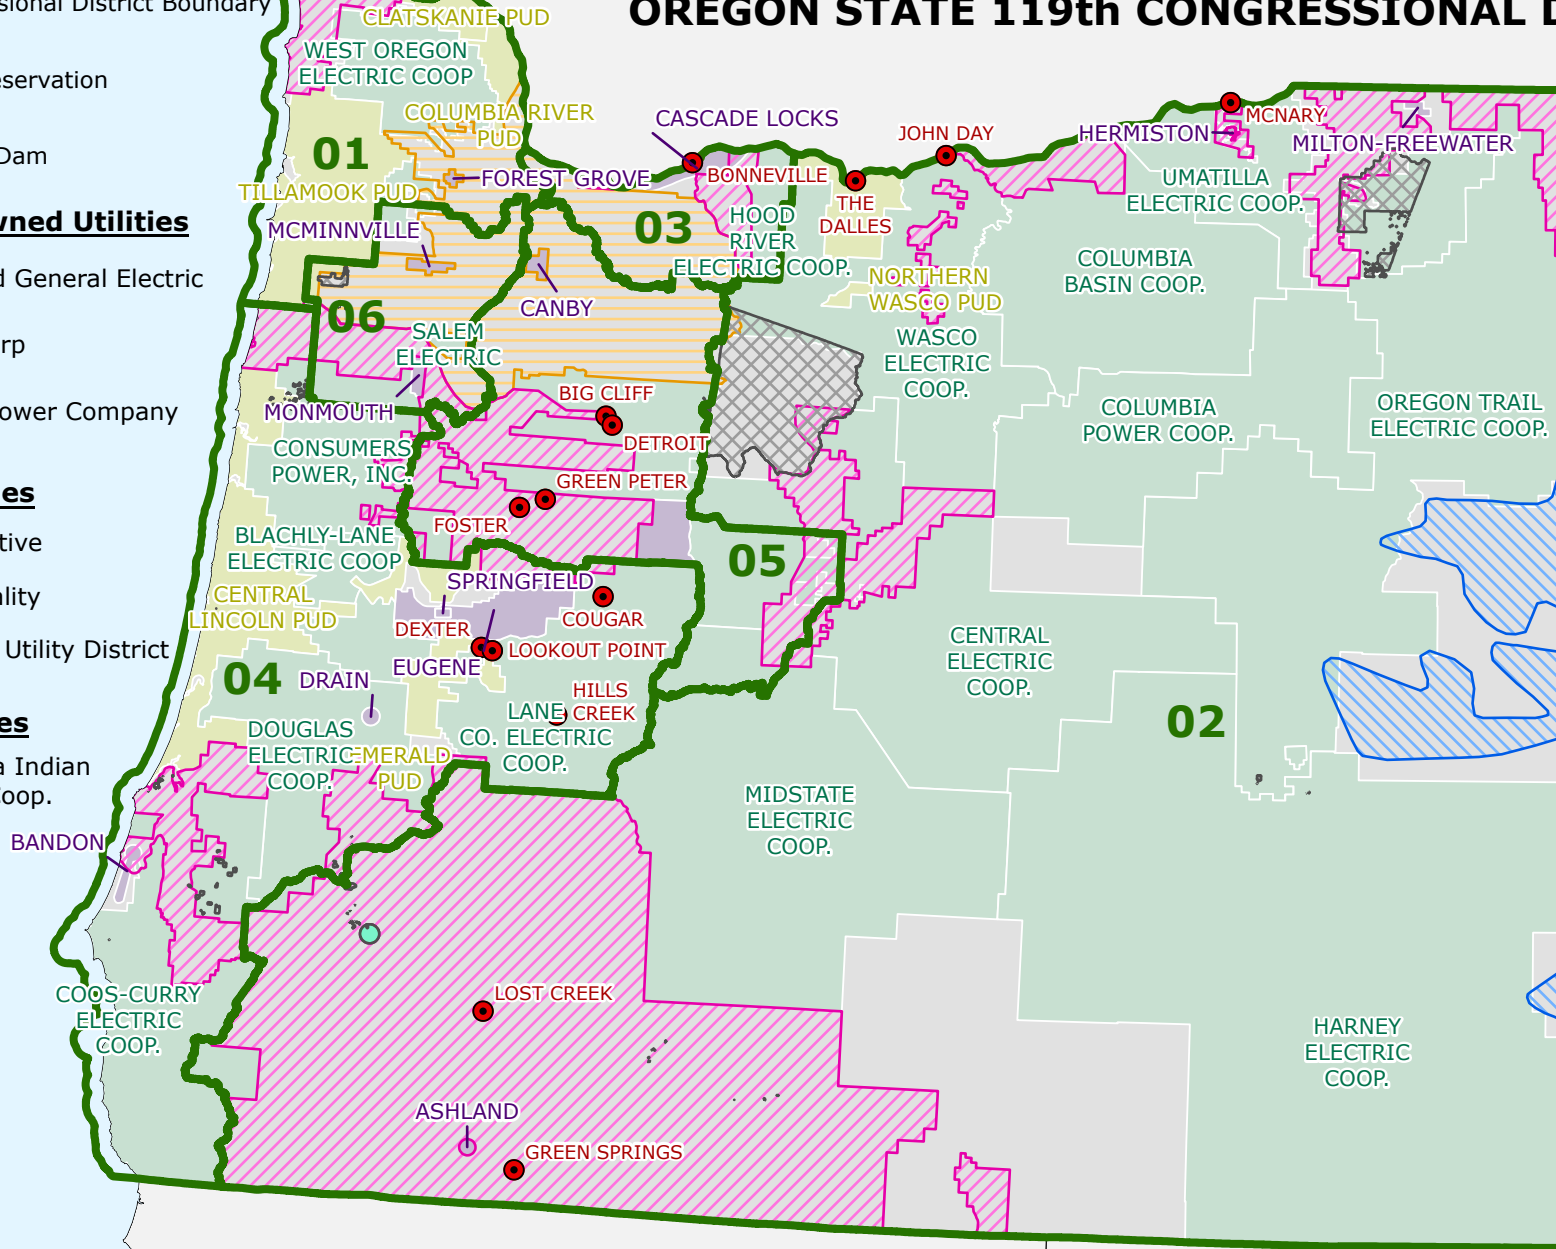 sional District Boundary
OREGON STATE 119th CONGRESSIONAL D
eservation
Dam
wned Utilities
d General Electric
rp
ower Company
es
tive
ality
Utility District
es
a Indian
Coop.
CLATSKANIE PUD
WEST OREGON
ELECTRIC COOP
COLUMBIA RIVER
PUD
01
TILLAMOOK PUD
FOREST GROVE
CASCADE LOCKS
BONNEVILLE
JOHN DAY
THE
DALLES
HERMISTON
MCNARY
MILTON-FREEWATER
UMATILLA
ELECTRIC COOP.
MCMINNVILLE
03
HOOD
RIVER
ELECTRIC COOP.
NORTHERN
WASCO PUD
COLUMBIA
BASIN COOP.
CANBY
06
SALEM
ELECTRIC
WASCO
ELECTRIC
COOP.
MONMOUTH
BIG CLIFF
DETROIT
COLUMBIA
POWER COOP.
OREGON TRAIL
ELECTRIC COOP.
CONSUMERS
POWER, INC.
GREEN PETER
FOSTER
BLACHLY-LANE
ELECTRIC COOP
05
SPRINGFIELD
CENTRAL
LINCOLN PUD
DEXTER
COUGAR
LOOKOUT POINT
EUGENE
CENTRAL
ELECTRIC
COOP.
04
DRAIN
HILLS
CREEK
LANE
CO. ELECTRIC
COOP.
02
DOUGLAS
ELECTRIC
COOP.
EMERALD
PUD
MIDSTATE
ELECTRIC
COOP.
BANDON
COOS-CURRY
ELECTRIC
COOP.
LOST CREEK
HARNEY
ELECTRIC
COOP.
ASHLAND
GREEN SPRINGS